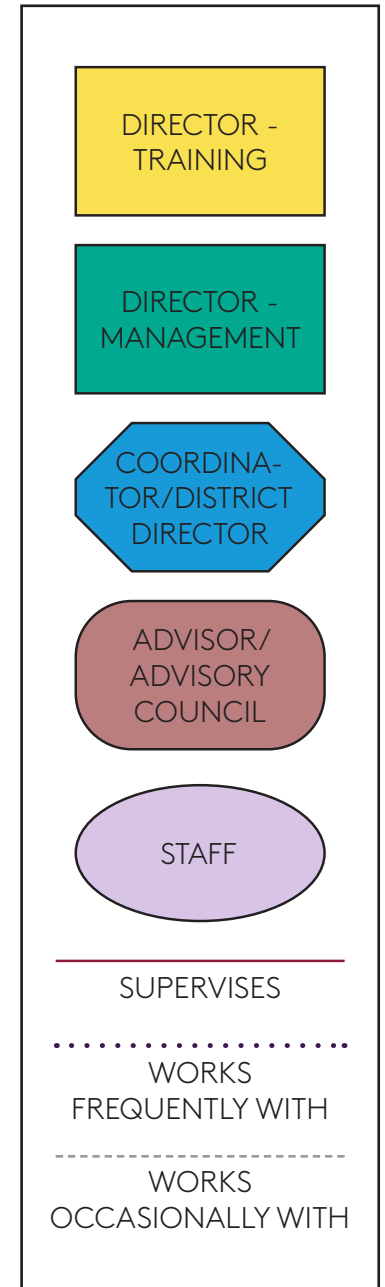 DIRECTOR -
TRAINING
DIRECTOR -
MANAGEMENT
COORDINA-
TOR/DISTRICT
DIRECTOR
ADVISOR/
ADVISORY
COUNCIL
STAFF
SUPERVISES
WORKS
FREQUENTLY WITH
WORKS
OCCASIONALLY WITH